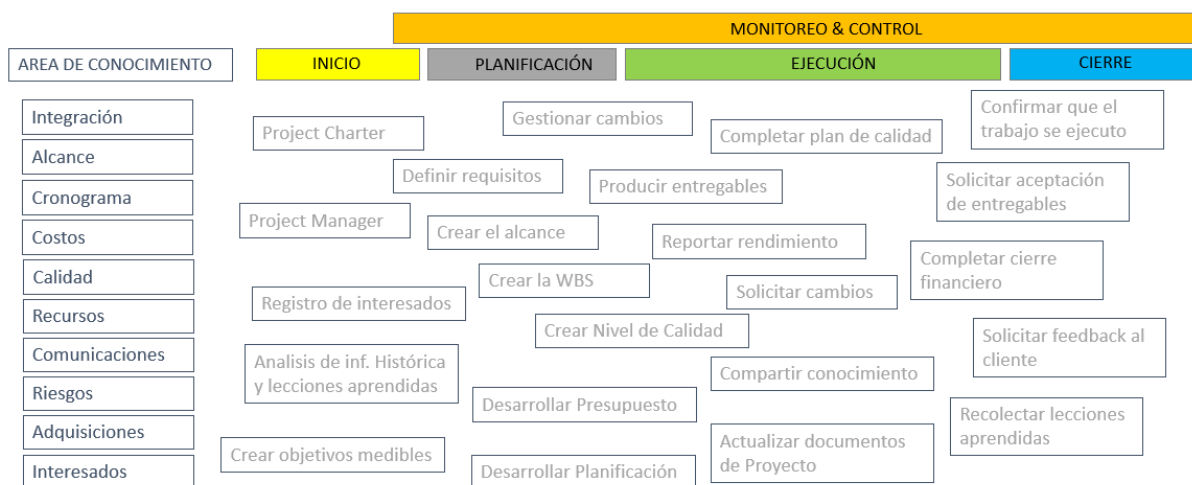 MONITOREO & CONTROL
AREA DE CONOCIMIENTO
INICIO
PLANIFICACIÓN
EJECUCIÓN
CIERRE
Integración
Alcance
Cronograma
Costos
Calidad
Recursos
Comunicaciones
Riesgos
Adquisiciones
Interesados
Project Charter
Project Manager
Registro de interesados
Analisis de inf. Histórica
y lecciones aprendidas
Crear objetivos medibles
Gestionar cambios
Definir requisitos
Crear el alcance
Crear la WBS
Crear Nivel de Calidad
Desarrollar Presupuesto
Desarrollar Planificación
Completar plan de calidad
Producir entregables
Reportar rendimiento
Solicitar cambios
Compartir conocimiento
Actualizar documentos
de Proyecto
Confirmar que el
trabajo se ejecuto
Solicitar aceptación
de entregables
Completar cierre
financiero
Solicitar feedback al
cliente
Recolectar lecciones
aprendidas